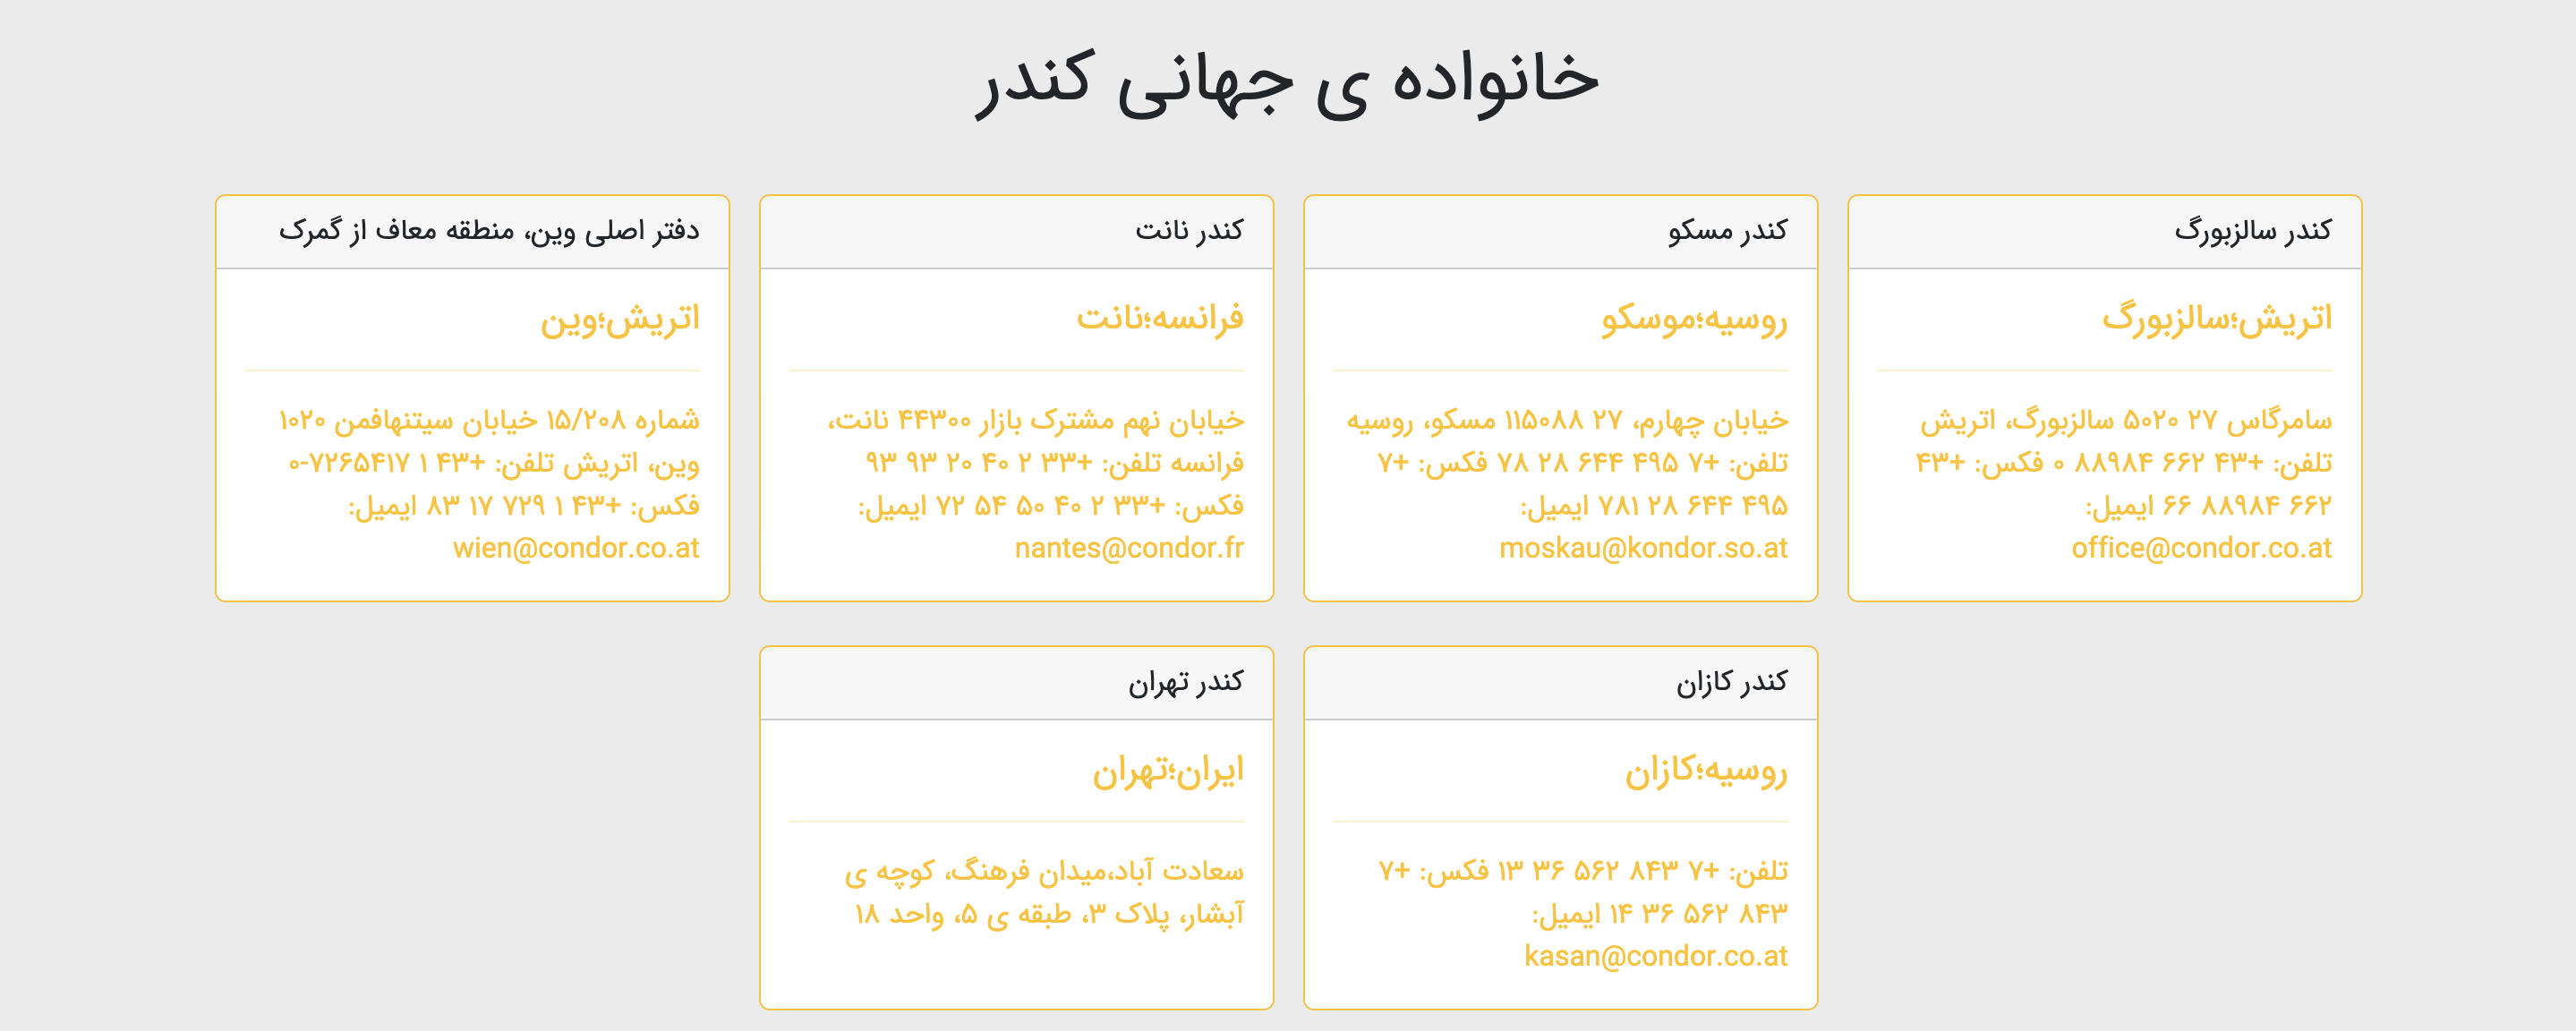 خانواده ی جهانی کندر
کندر سالزبورگ
اتریش؛سالزبورگ
سامرگاس ۲۷ ۵۰۲۰ سالزبورگ، اتریش
تلفن: +۴۳ ۶۶۲ ۸۸۹۸۴ ۰ فکس: +۴۳
۶۶۲ ۸۸۹۸۴ ۶۶ ایمیل:
office@condor.co.at
کندر مسکو
روسیه؛موسکو
خیابان چهارم، ۲۷ ۱۱۵۰۸۸ مسکو، روسیه
تلفن: +۷ ۴۹۵ ۶۴۴ ۲۸ ۷۸ فکس: +۷
۴۹۵ ۶۴۴ ۲۸ ۷۸۱ ایمیل:
moskau@kondor.so.at
کندر نانت
فرانسه؛نانت
خیابان نهم مشترک بازار ۴۴۳۰۰ نانت،
فرانسه تلفن: +۳۳ ۲ ۴۰ ۲۰ ۹۳ ۹۳
فکس: +۳۳ ۲ ۴۰ ۵۰ ۵۴ ۷۲ ایمیل:
nantes@condor.fr
دفتر اصلی وین، منطقه معاف از گمرک
اتریش؛وین
شماره ۱۵/۲۰۸ خیابان سیتنهافمن ۱۰۲۰
وین، اتریش تلفن: +۴۳ ۱ ۷۲۶۵۴۱۷-۰
فکس: +۴۳ ۱ ۷۲۹ ۱۷ ۸۳ ایمیل:
wien@condor.co.at
کندر کازان
روسیه؛کازان
تلفن: +۷ ۸۴۳ ۵۶۲ ۳۶ ۱۳ فکس: +۷
۸۴۳ ۵۶۲ ۳۶ ۱۴ ایمیل:
kasan@condor.co.at
کندر تهران
ایران؛تهران
سعادت آباد،میدان فرهنگ، کوچه ی
آبشار، پلاک ۳، طبقه ی ۵، واحد ۱۸